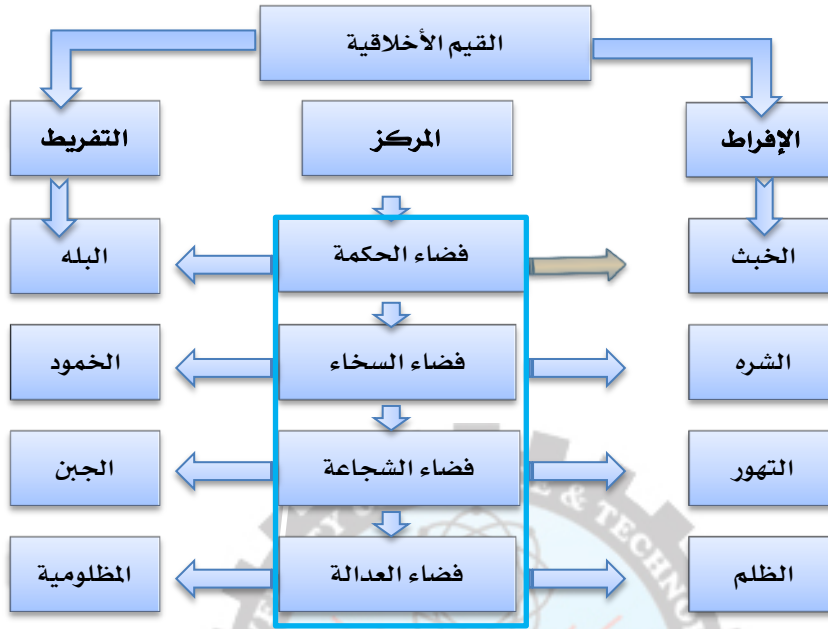 القيم الأخلاقية
الإفراط
المركز
التفريط
الخبث
فضاء الحكمة
البله
الشره
فضاء السخاء
الخمود
التهور
فضاء الشجاعة
الجبن
الظلم
فضاء العدالة
المظلومية
& TECHNO